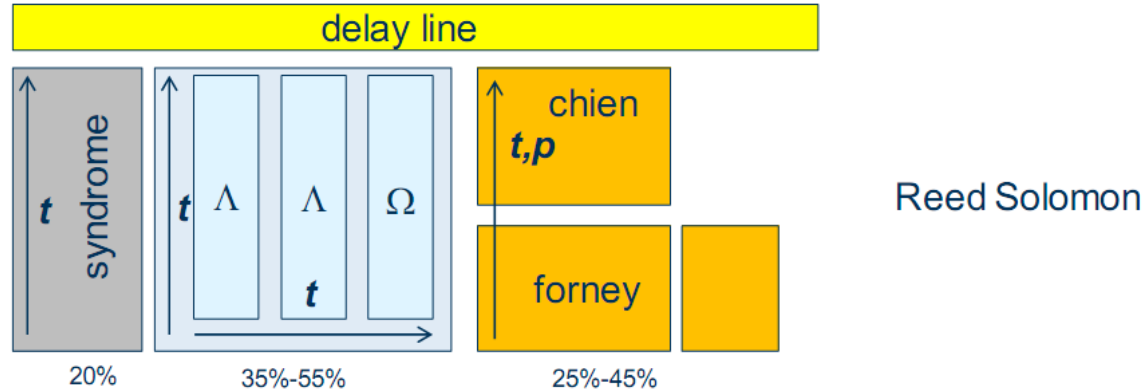 delay line
t
syndrome
t
Λ
Λ
Ω
t
chien
t,p
forney
Reed Solomon
20%
35%-55%
25%-45%